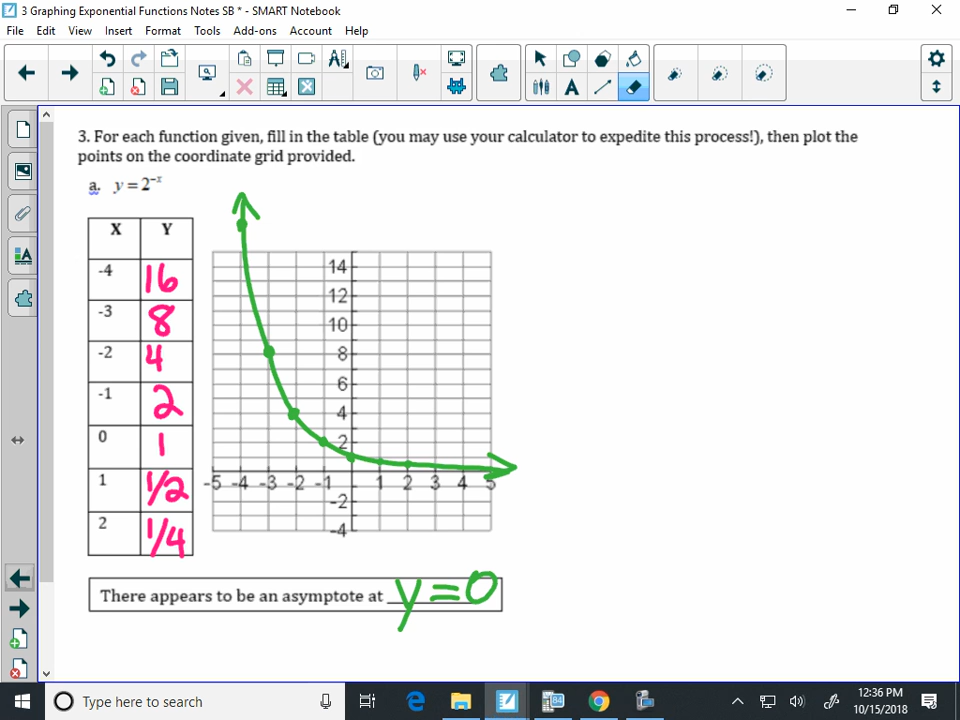 3 Graphing Exponential Functions Notes SB * - SMART Notebook
File Edit View Insert Format Tools Add-ons Account Help
3. For each function given, fill in the table (you may use your calculator to expedite this process!), then plot the
points on the coordinate grid provided.
a. y = 2⁻ˣ
X Y
-4 16
-3 8
-2 4
-1 2
0 1
1 1/2
2 1/4
14
12
10
8
6
4
2
-5 -4 -3 -2 -1 1 2 3 4 5
-2
-4
There appears to be an asymptote at y=0
Type here to search
12:36 PM
10/15/2018